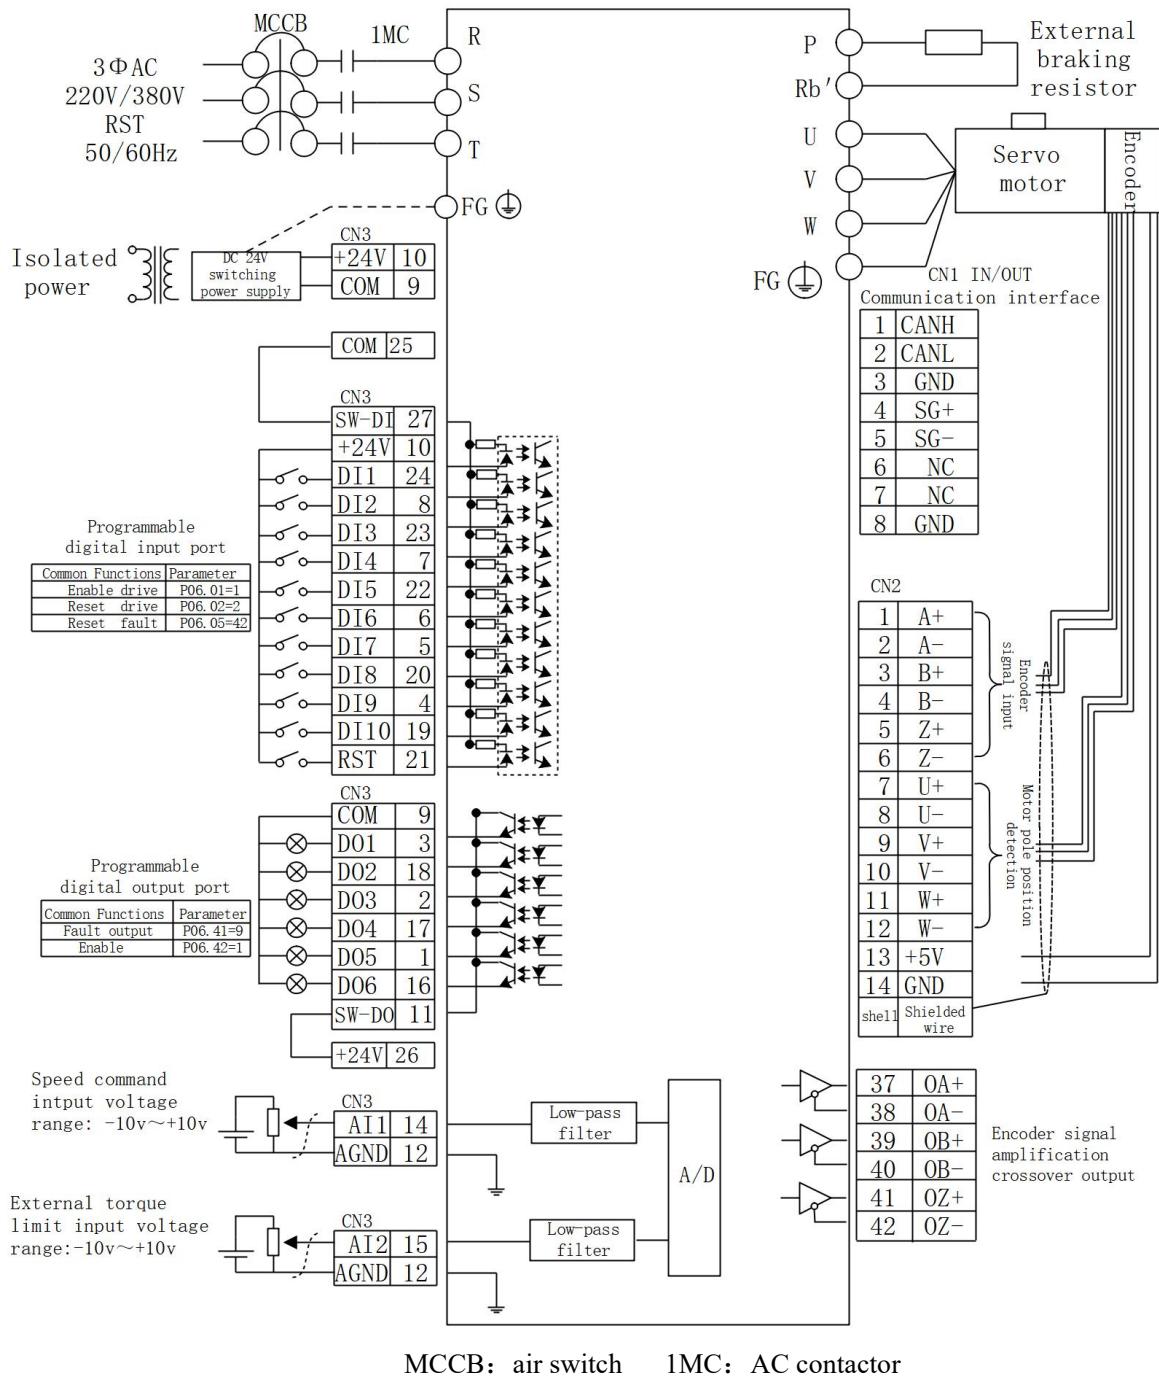 MCCB
1MC
3ΦAC
220V/380V
RST
50/60Hz
R
S
T
FG
Isolated
power
DC 24V
switching
power supply
CN3
+24V 10
COM 9
COM 25
CN3
SW-DI 27
+24V 10
DI1 24
DI2 8
DI3 23
DI4 7
DI5 22
DI6 6
DI7 5
DI8 20
DI9 4
DI10 19
RST 21
Programmable
digital input port
Common Functions Parameter
Enable drive P06.01=1
Reset drive P06.02=2
Reset fault P06.05=42
CN3
COM 9
DO1 3
DO2 18
DO3 2
DO4 17
DO5 1
DO6 16
SW-DO 11
+24V 26
Programmable
digital output port
Common Functions Parameter
Fault output P06.41=9
Enable P06.42=1
Speed command
intput voltage
range: -10v~+10v
CN3
AI1 14
AGND 12
External torque
limit input voltage
range:-10v~+10v
CN3
AI2 15
AGND 12
Low-pass
filter
Low-pass
filter
A/D
P
Rb'
U
V
W
FG
External
braking
resistor
Servo
motor
Encoder
CN1 IN/OUT
Communication interface
1 CANH
2 CANL
3 GND
4 SG+
5 SG-
6 NC
7 NC
8 GND
CN2
1 A+
2 A-
3 B+
4 B-
5 Z+
6 Z-
7 U+
8 U-
9 V+
10 V-
11 W+
12 W-
13 +5V
14 GND
shell Shielded
wire
Encoder
signal input
Motor pole position
detection
37 OA+
38 OA-
39 OB+
40 OB-
41 OZ+
42 OZ-
Encoder signal
amplification
crossover output
MCCB: air switch 1MC: AC contactor